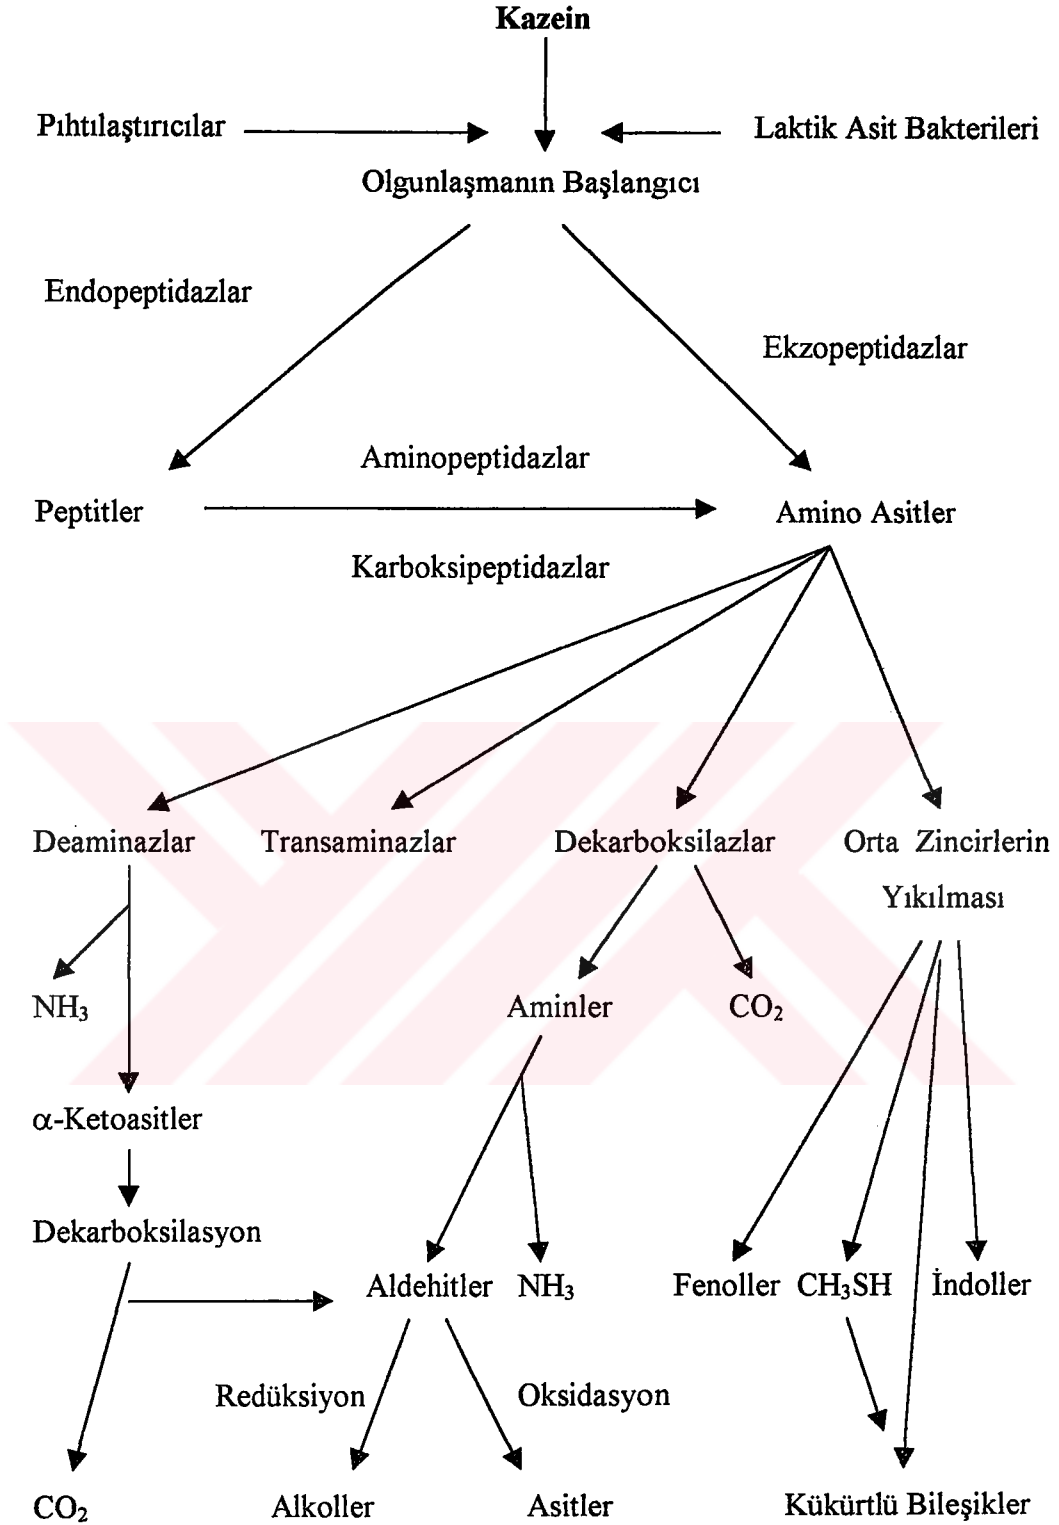 Kazein
Pıhtılaştırıcılar
Laktik Asit Bakterileri
Olgunlaşmanın Başlangıcı
Endopeptidazlar
Ekzopeptidazlar
Aminopeptidazlar
Peptitler
Amino Asitler
Karboksipeptidazlar
Deaminazlar
Transaminazlar
Dekarboksilazlar
Orta Zincirlerin
Yıkılması
NH₃
Aminler
CO₂
α-Ketoasitler
Dekarboksilasyon
Aldehitler
NH₃
Fenoller
CH₃SH
İndoller
Redüksiyon
Oksidasyon
CO₂
Alkoller
Asitler
Kükürtlü Bileşikler